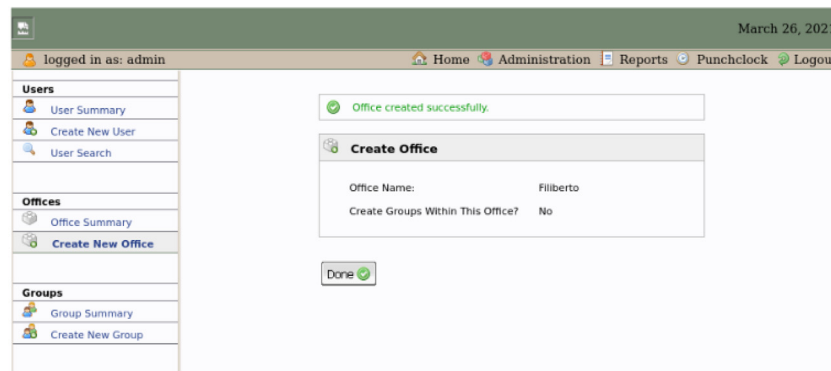 March 26, 202
logged in as: admin
Home Administration Reports Punchclock Logou
Users
User Summary
Create New User
User Search
Offices
Office Summary
Create New Office
Groups
Group Summary
Create New Group
Office created successfully.
Create Office
Office Name: Filiberto
Create Groups Within This Office? No
Done